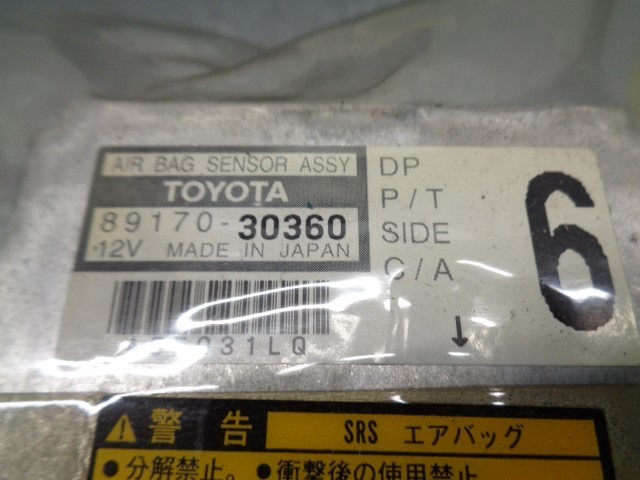 AIR BAG SENSOR ASSY
TOYOTA
89170-30360
12V MADE IN JAPAN
DP
P/T
SIDE
C/A
↓
6
警告
SRS エアバッグ
●分解禁止。 ●衝撃後の使用禁止